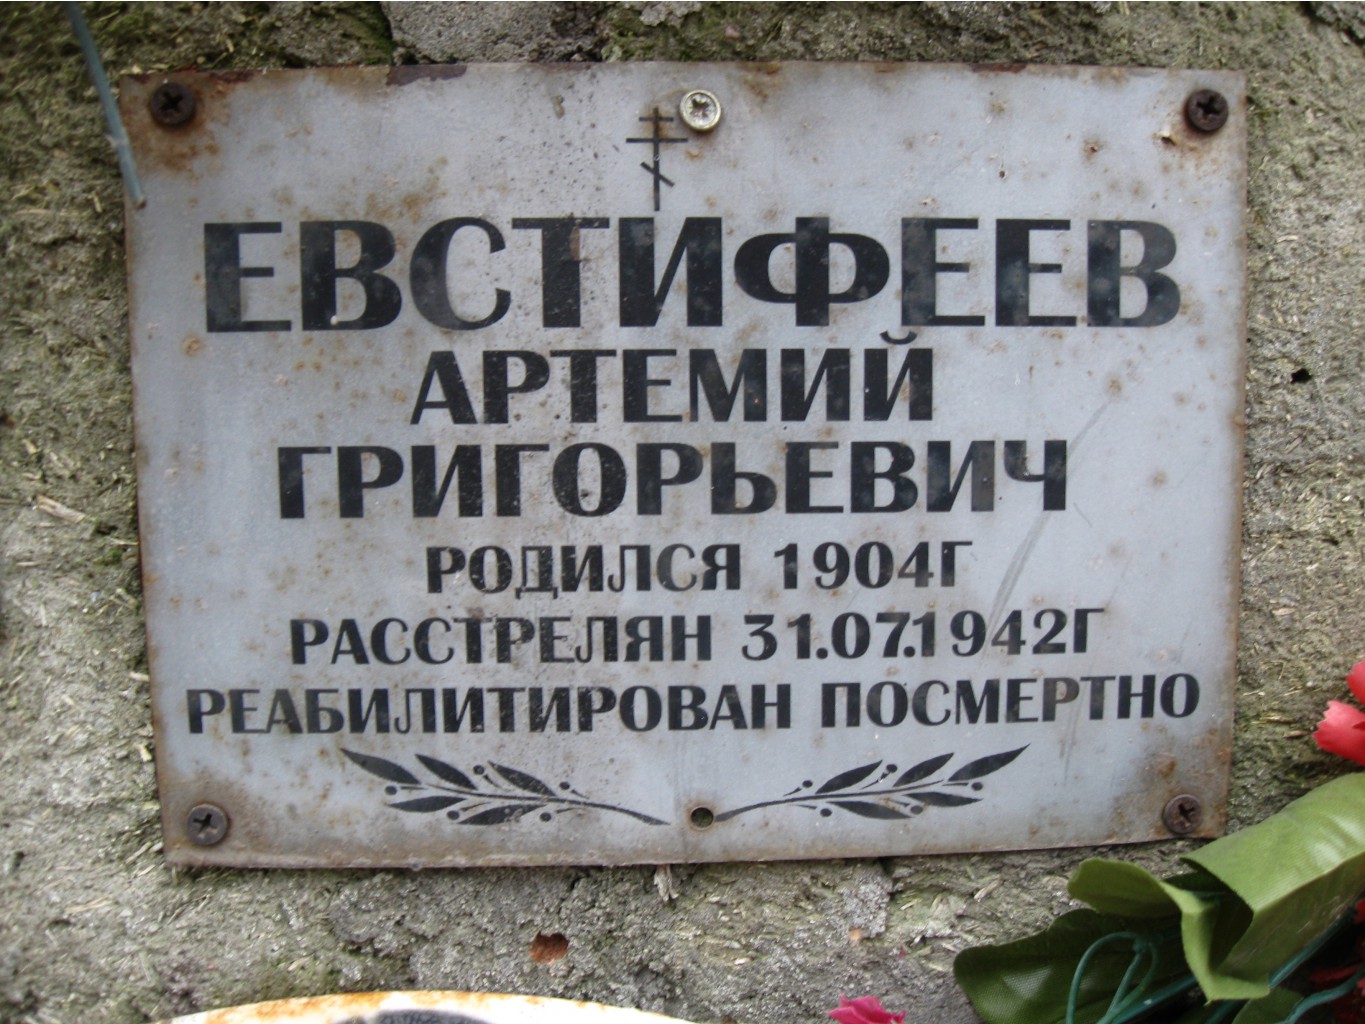 ЕВСТИФЕЕВ
АРТЕМИЙ
ГРИГОРЬЕВИЧ
РОДИЛСЯ 1904Г
РАССТРЕЛЯН 31.07.1942Г
РЕАБИЛИТИРОВАН ПОСМЕРТНО